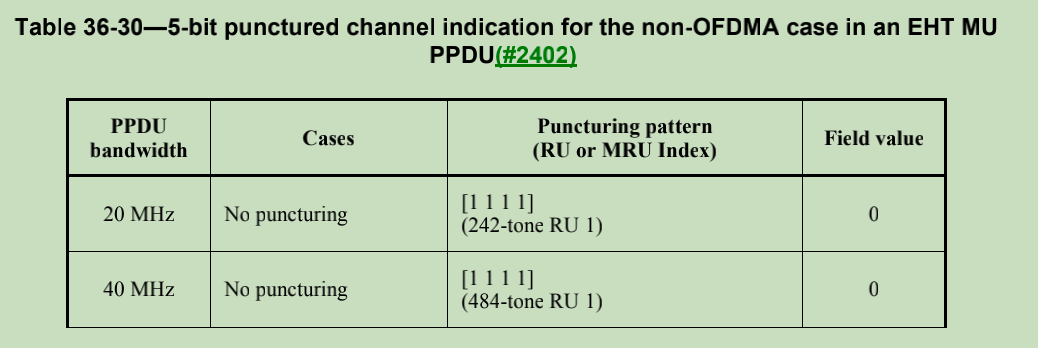 Table 36-30—5-bit punctured channel indication for the non-OFDMA case in an EHT MU
PPDU(#2402)
PPDU
bandwidth
Cases
Puncturing pattern
(RU or MRU Index)
Field value
20 MHz
No puncturing
[1 1 1 1]
(242-tone RU 1)
0
40 MHz
No puncturing
[1 1 1 1]
(484-tone RU 1)
0